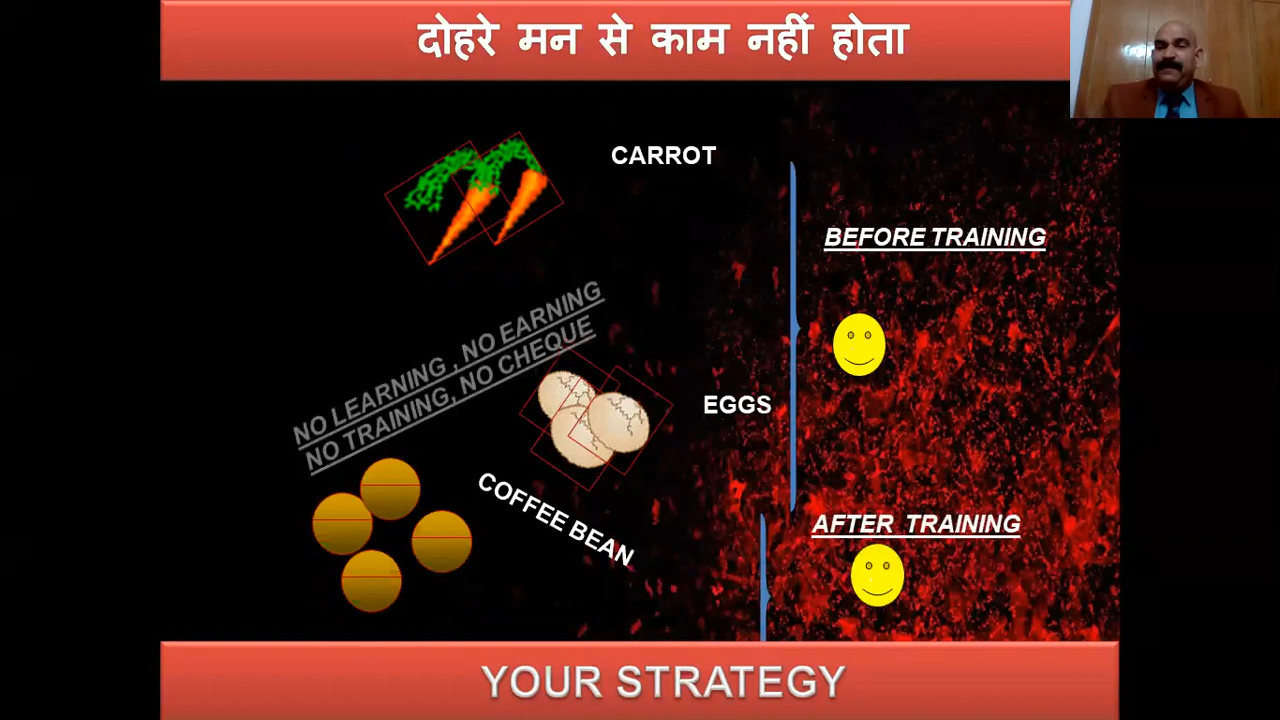 दोहरे मन से काम नहीं होता
CARROT
BEFORE TRAINING
NO LEARNING , NO EARNING
NO TRAINING, NO CHEQUE
EGGS
COFFEE BEAN
AFTER TRAINING
YOUR STRATEGY